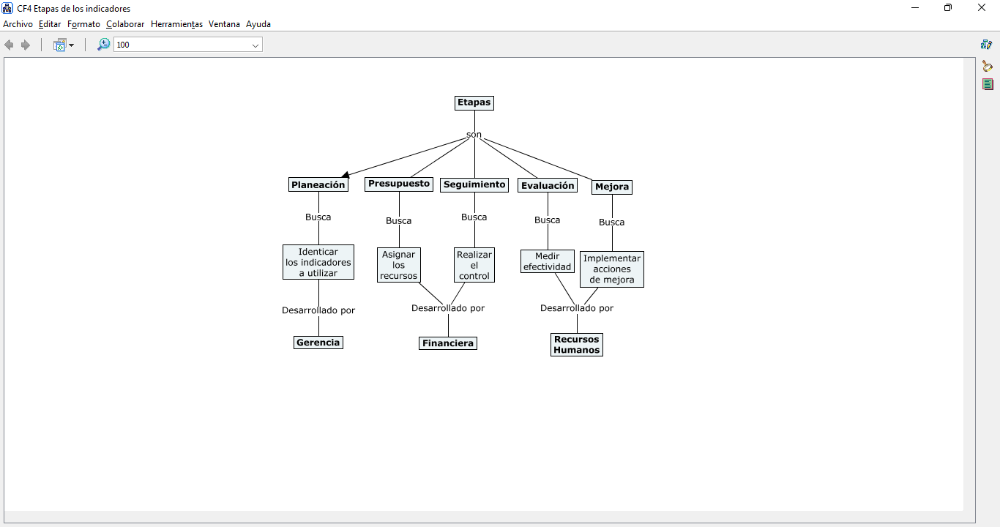 CF4 Etapas de los indicadores
Archivo Editar Formato Colaborar Herramientas Ventana Ayuda
100
Etapas
son
Planeación
Presupuesto
Seguimiento
Evaluación
Mejora
Busca
Busca
Busca
Busca
Busca
Identicar
los indicadores
a utilizar
Asignar
los
recursos
Realizar
el
control
Medir
efectividad
Implementar
acciones
de mejora
Desarrollado por
Desarrollado por
Desarrollado por
Gerencia
Financiera
Recursos
Humanos